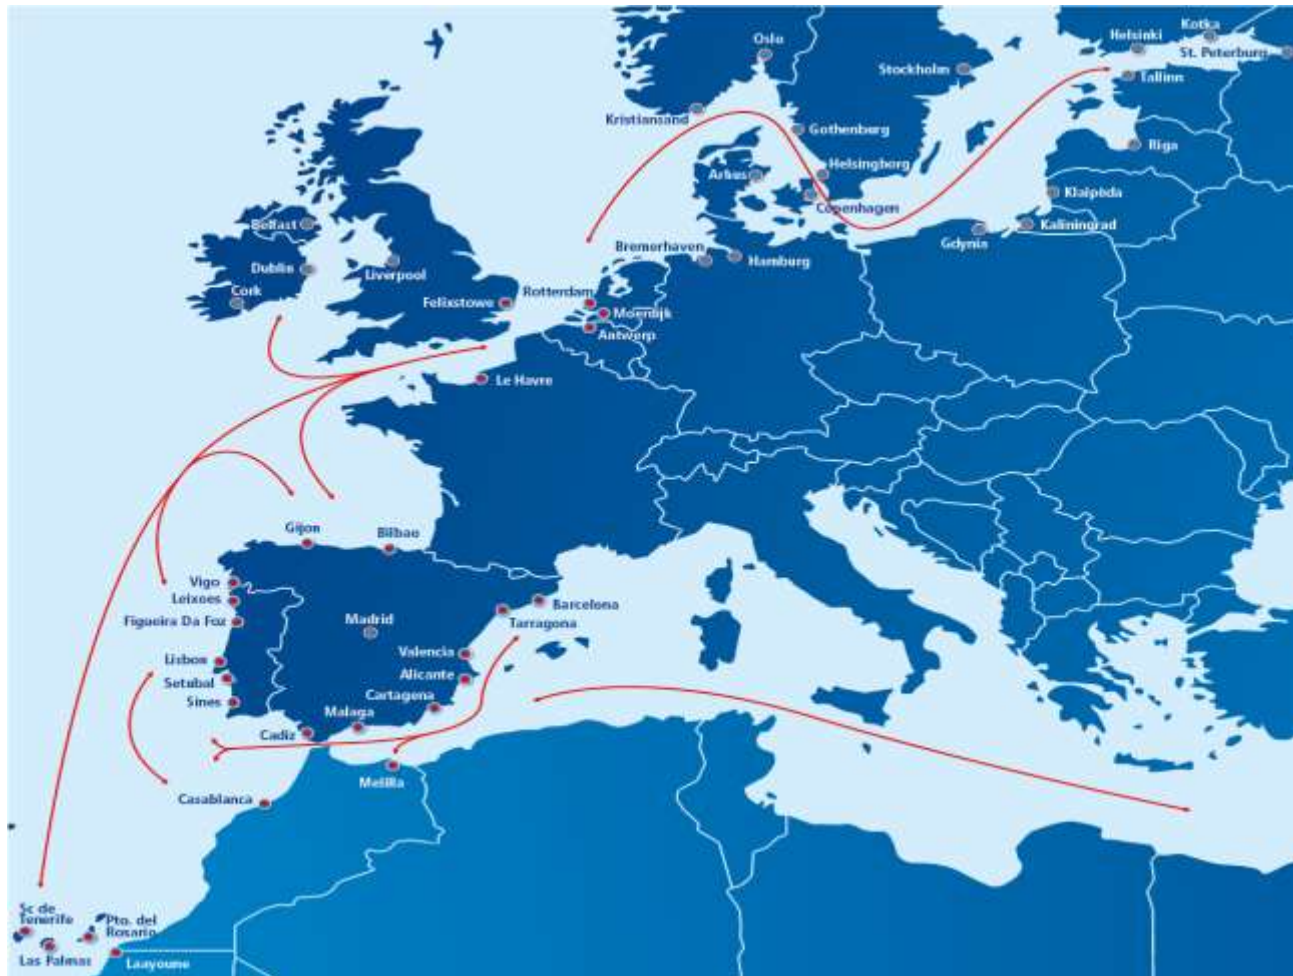 Oslo
Kotka
Helsinki
St. Peterburg
Stockholm
Tallinn
Kristiansand
Gothenburg
Riga
Arhus
Helsingborg
Klaipėda
Copenhagen
Belfast
Kaliningrad
Gdynia
Bremerhaven
Hamburg
Dublin
Liverpool
Cork
Felixstowe
Rotterdam
Moerdijk
Antwerp
Le Havre
Gijon
Bilbao
Vigo
Leixoes
Barcelona
Figueira Da Foz
Madrid
Tarragona
Lisbon
Valencia
Setubal
Alicante
Sines
Cartagena
Malaga
Cadiz
Melilla
Casablanca
Sc de
Tenerife
Pto. del
Rosario
Las Palmas
Laayoune